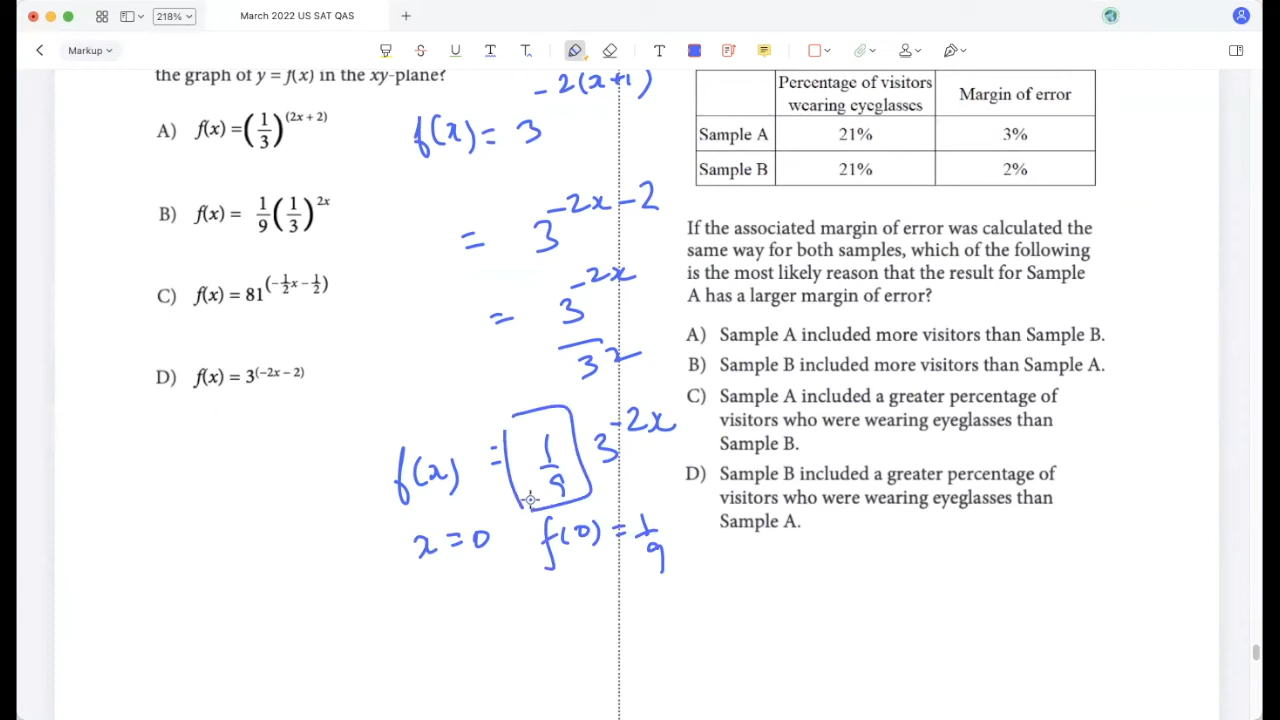 March 2022 US SAT QAS
218%
Markup
the graph of y = f(x) in the xy-plane?
A) f(x) = (1/3)^(2x + 2)
B) f(x) = 1/9 (1/3)^2x
C) f(x) = 81^(-1/2x - 1/2)
D) f(x) = 3^(-2x - 2)
f(x) = 3^-2(x+1)
= 3^-2x-2
= 3^-2x / 3^2
f(x) = 1/9 3^-2x
x = 0 f(0) = 1/9
Percentage of visitors wearing eyeglasses Margin of error
Sample A 21% 3%
Sample B 21% 2%
If the associated margin of error was calculated the
same way for both samples, which of the following
is the most likely reason that the result for Sample
A has a larger margin of error?
A) Sample A included more visitors than Sample B.
B) Sample B included more visitors than Sample A.
C) Sample A included a greater percentage of
visitors who were wearing eyeglasses than
Sample B.
D) Sample B included a greater percentage of
visitors who were wearing eyeglasses than
Sample A.